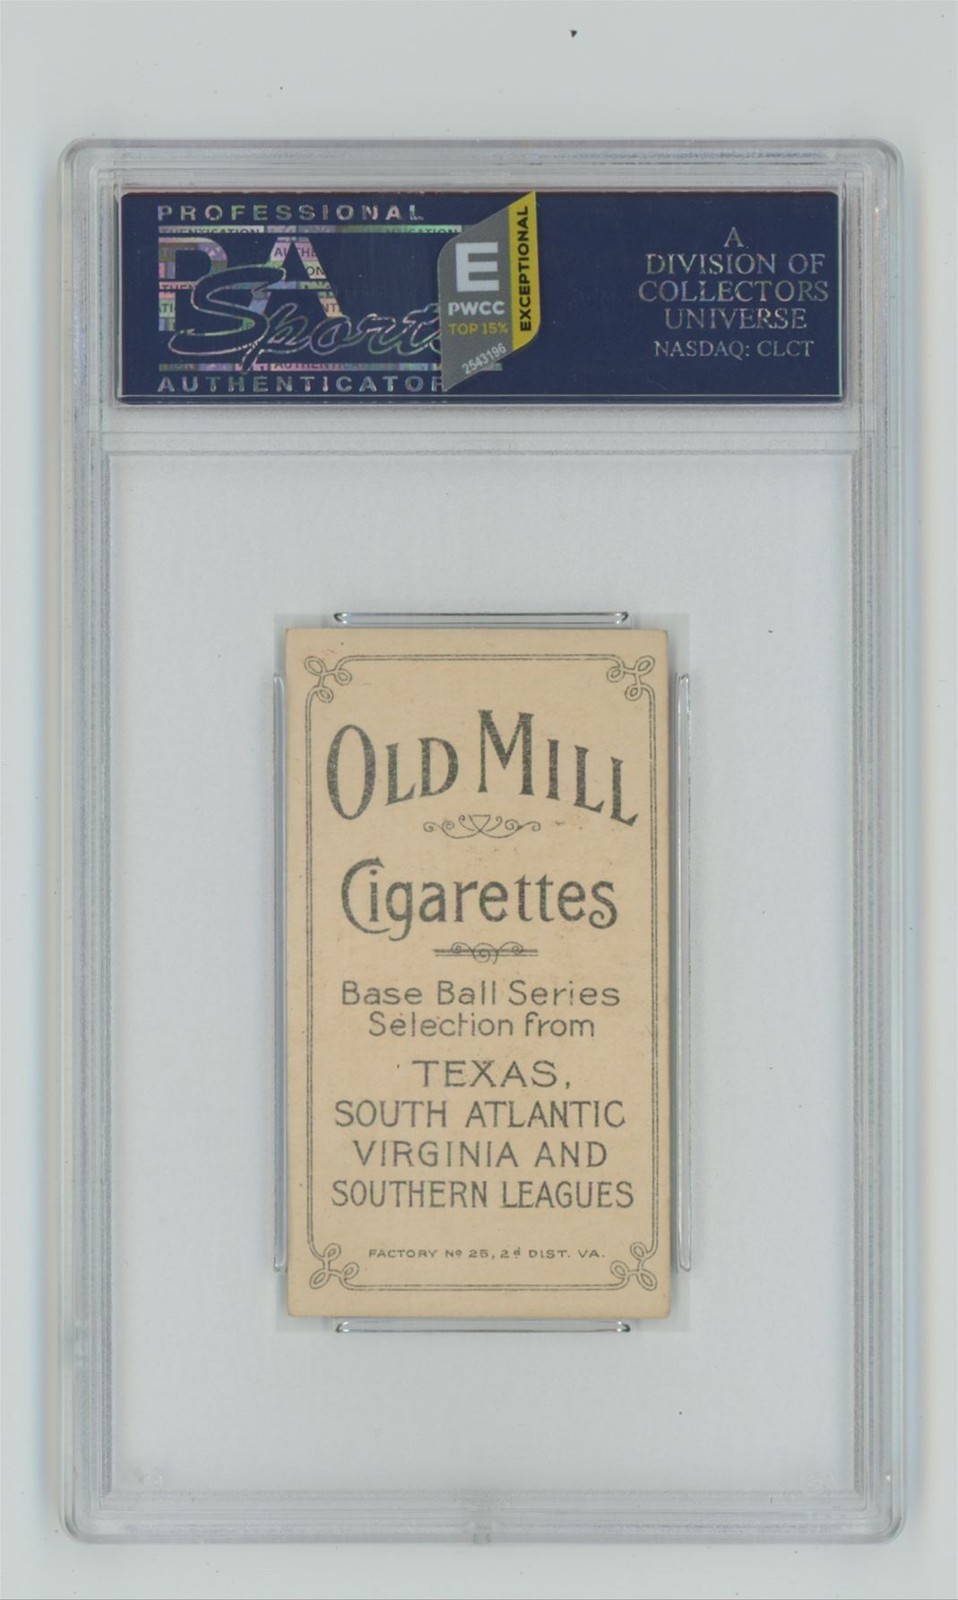 PROFESSIONAL
PSA
Sports
AUTHENTICATOR
E
PWCC
TOP 15%
2543196
EXCEPTIONAL
A
DIVISION OF
COLLECTORS
UNIVERSE
NASDAQ: CLCT
OLD MILL
Cigarettes
Base Ball Series
Selection from
TEXAS,
SOUTH ATLANTIC
VIRGINIA AND
SOUTHERN LEAGUES
FACTORY Nº 25, 2d DIST. VA.